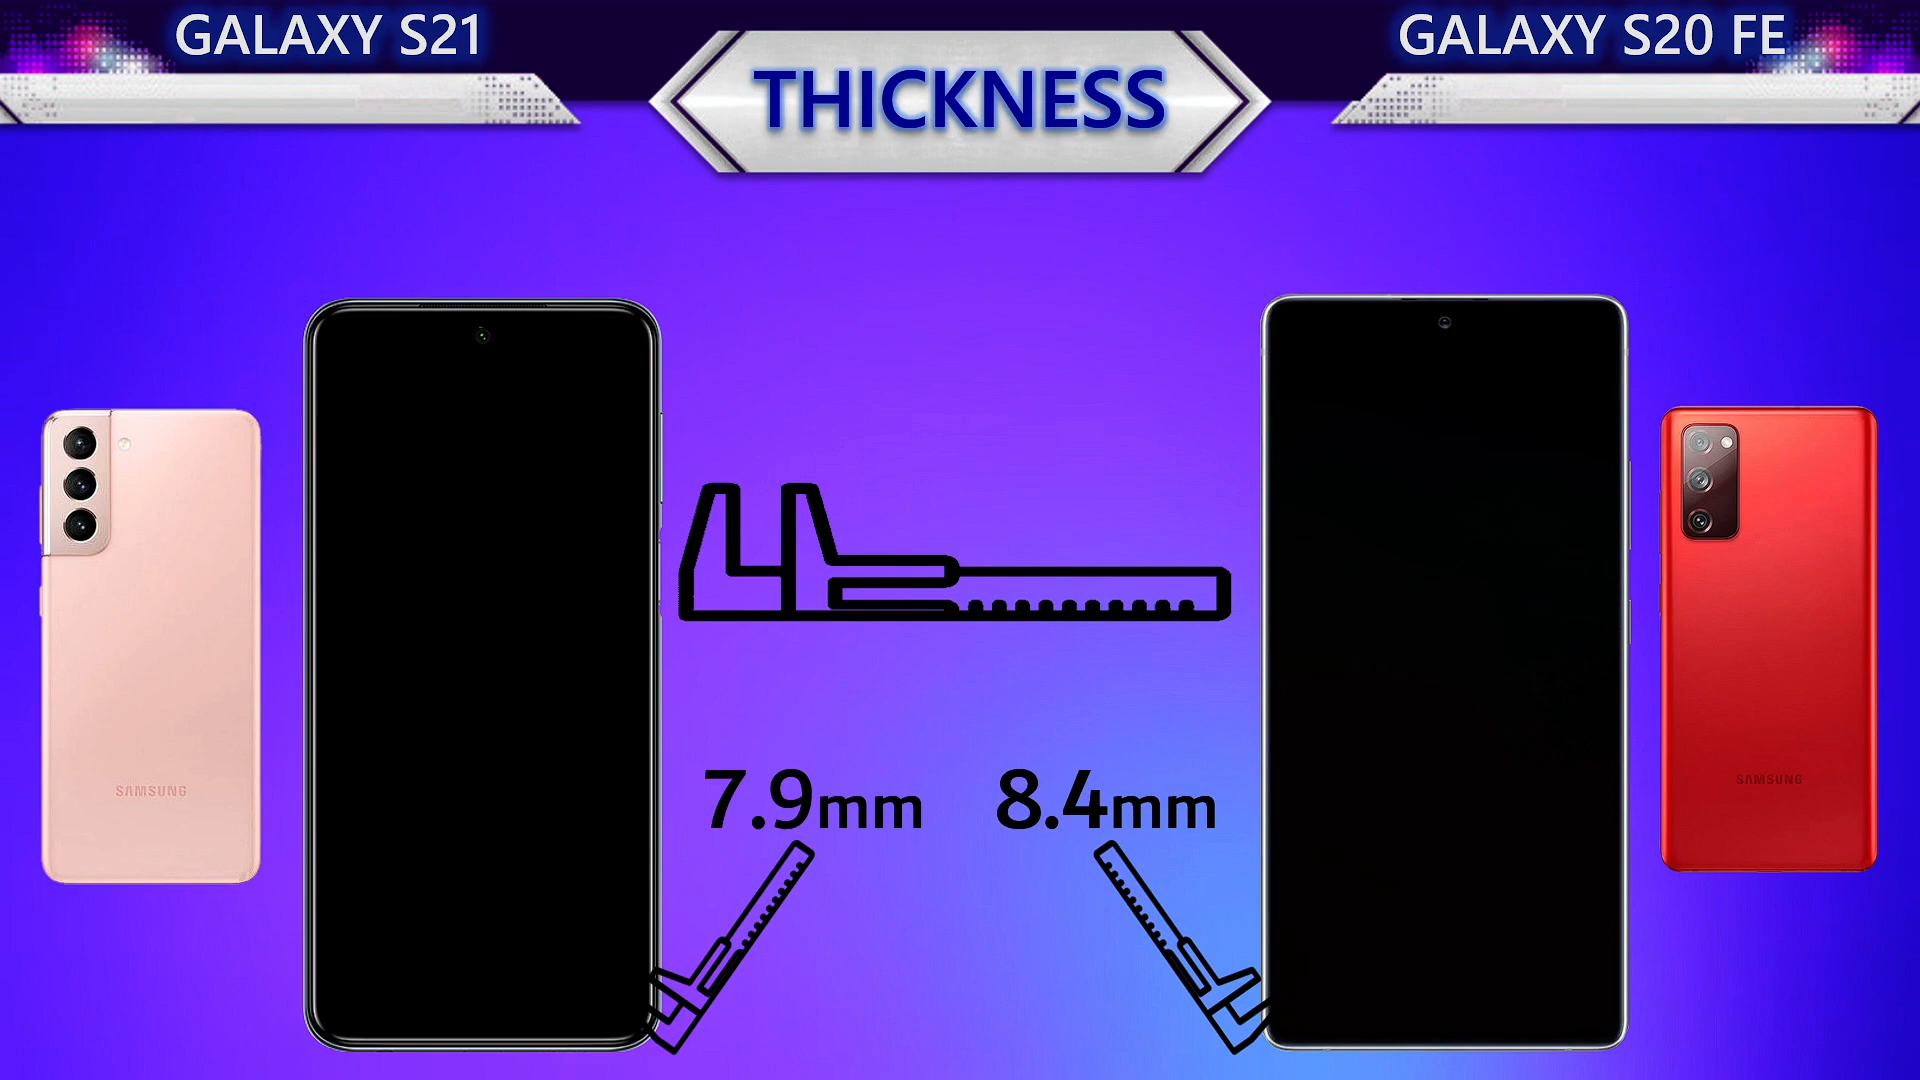 GALAXY S21
THICKNESS
GALAXY S20 FE
7.9mm
8.4mm
SAMSUNG
SAMSUNG